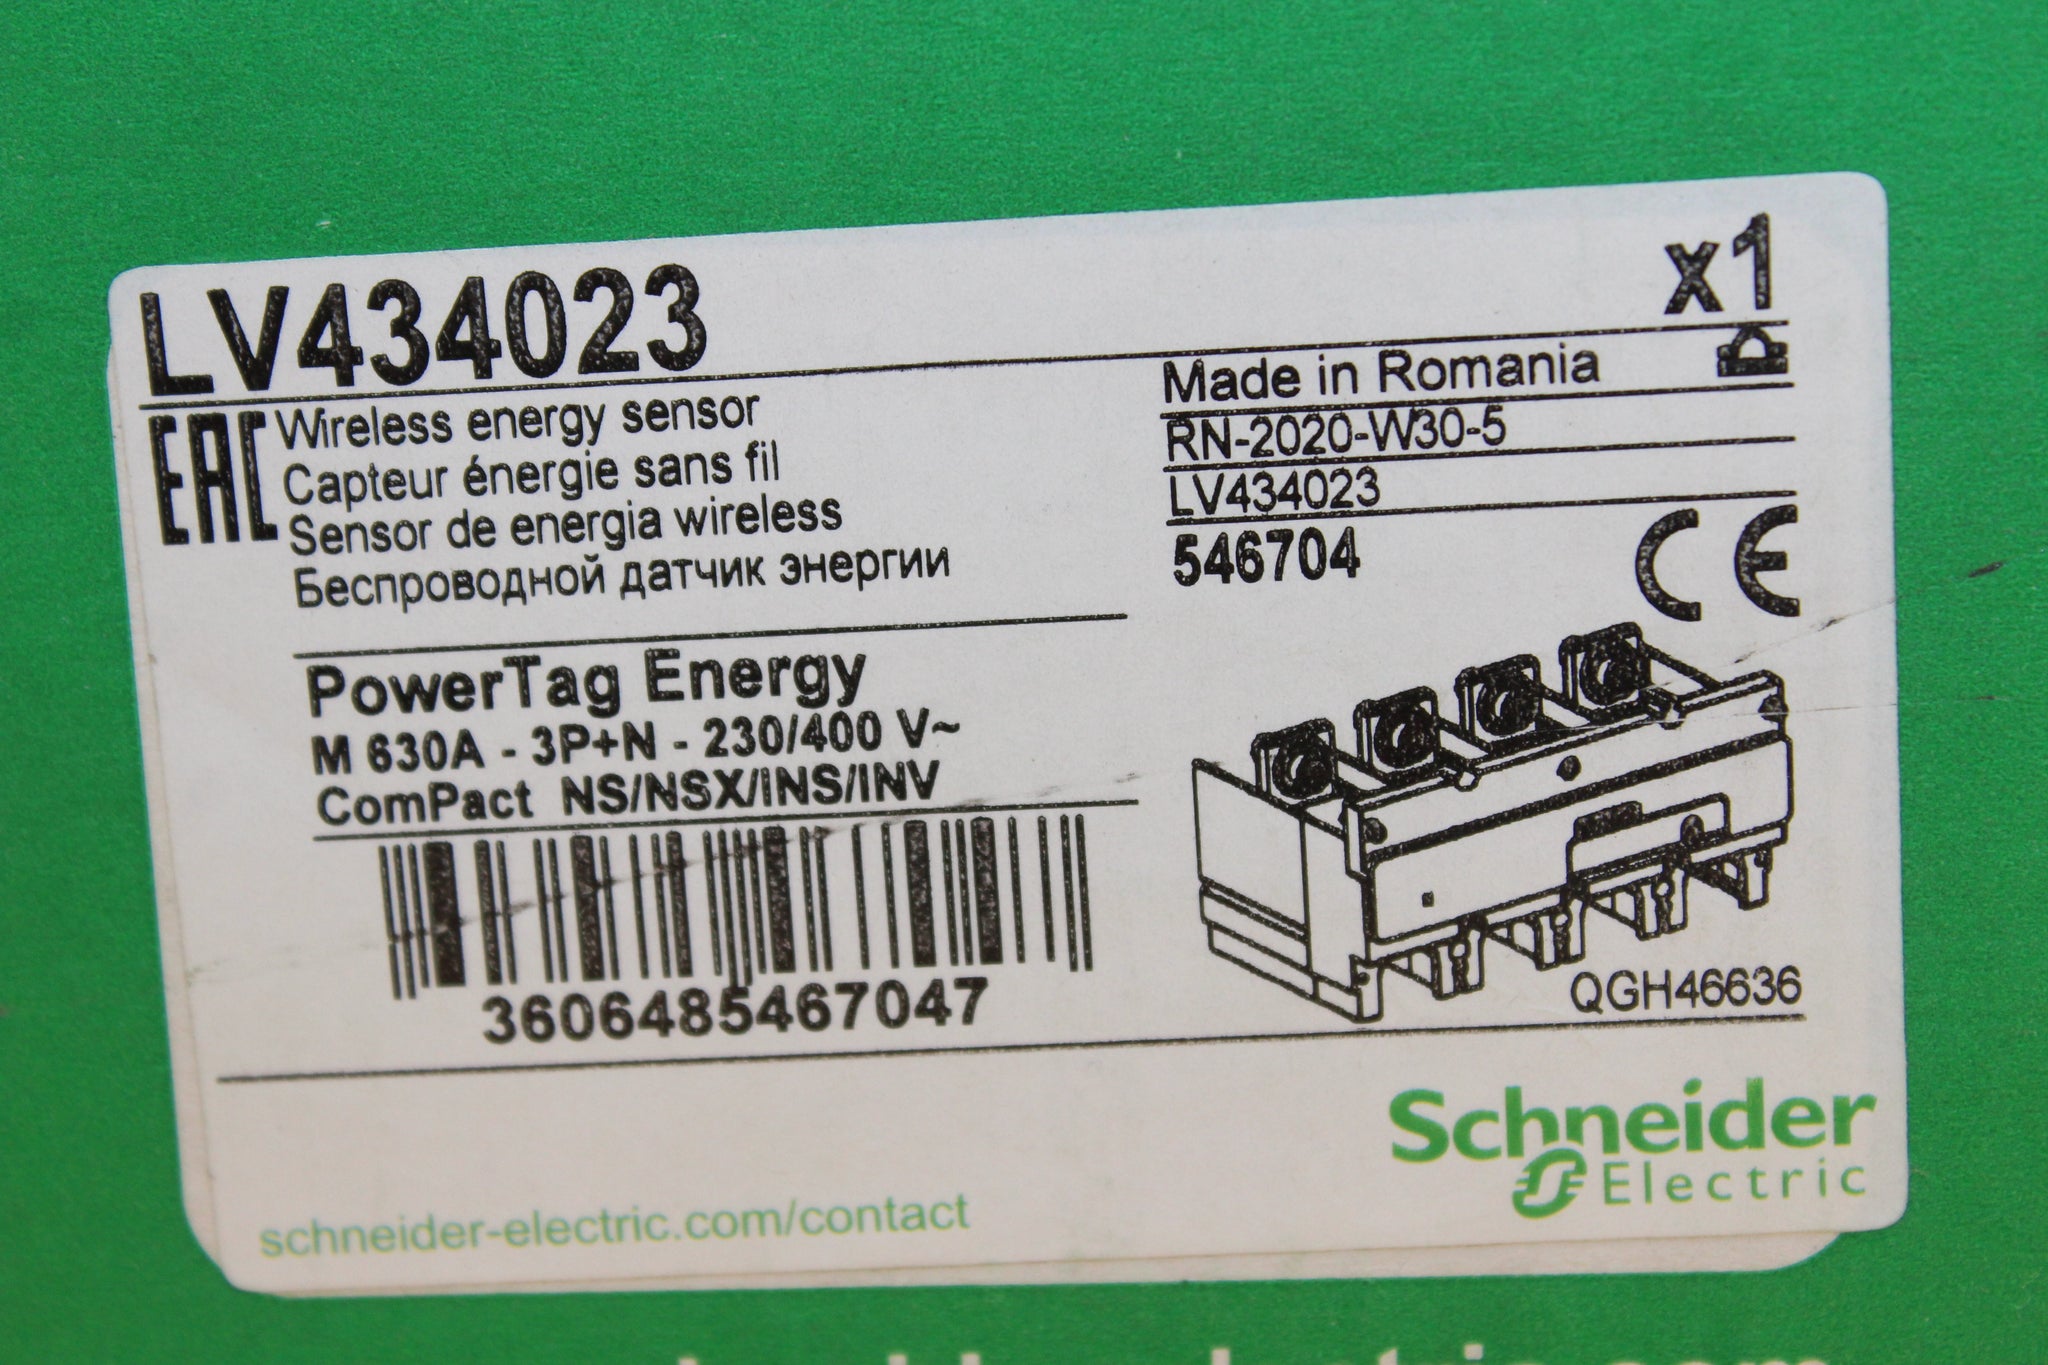 LV434023
x1
EAC
Wireless energy sensor
Capteur énergie sans fil
Sensor de energia wireless
Беспроводной датчик энергии
Made in Romania
RN-2020-W30-5
LV434023
546704
CE
PowerTag Energy
M 630A - 3P+N - 230/400 V~
ComPact NS/NSX/INS/INV
3606485467047
QGH46636
Schneider
Electric
schneider-electric.com/contact